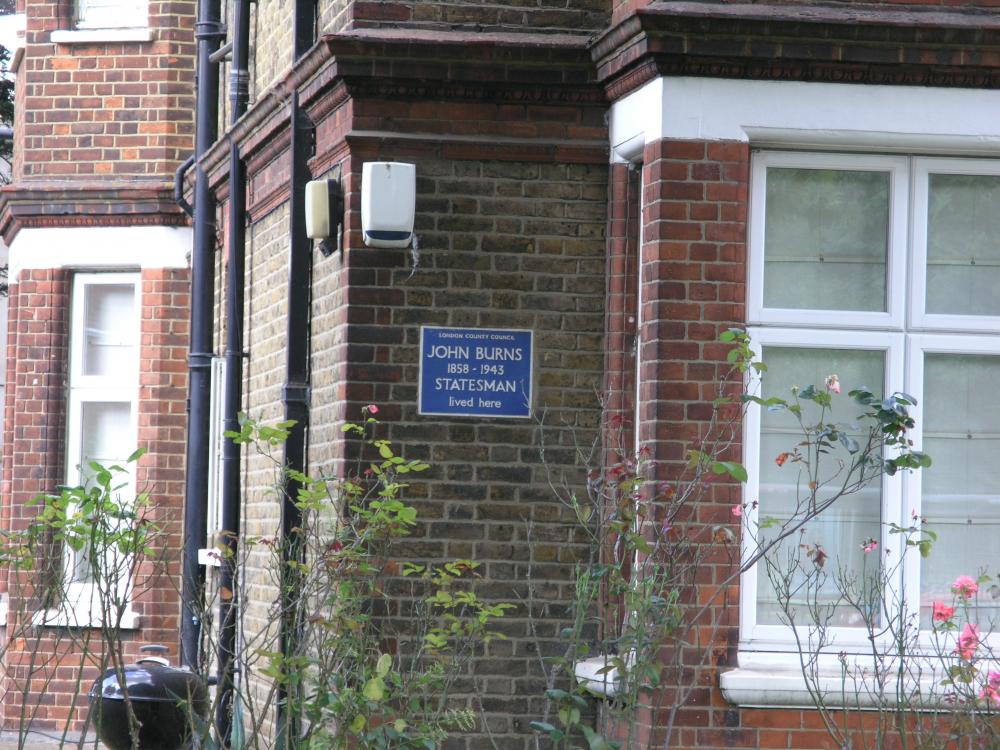 LONDON COUNTY COUNCIL
JOHN BURNS
1858 - 1943
STATESMAN
lived here